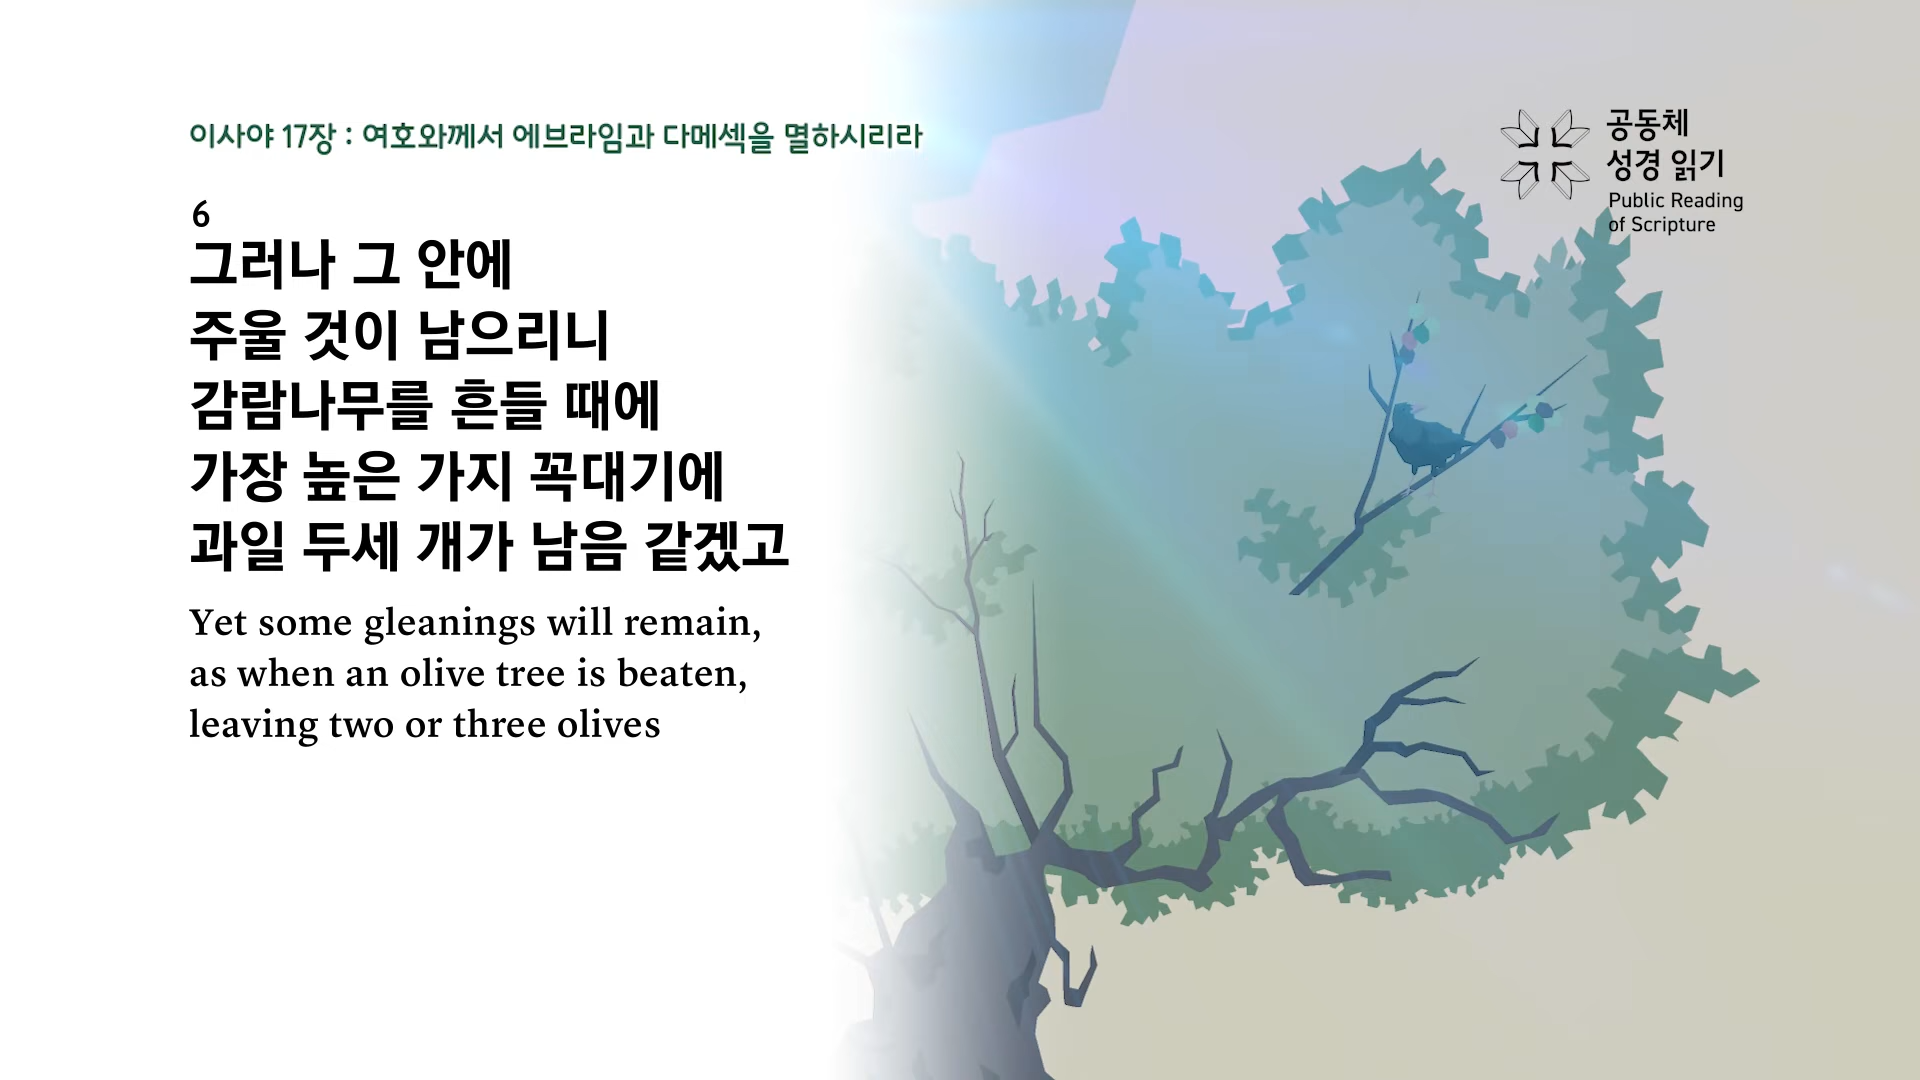 이사야 17장 : 여호와께서 에브라임과 다메섹을 멸하시리라
6
그러나 그 안에
주울 것이 남으리니
감람나무를 흔들 때에
가장 높은 가지 꼭대기에
과일 두세 개가 남음 같겠고
Yet some gleanings will remain,
as when an olive tree is beaten,
leaving two or three olives
공동체
성경 읽기
Public Reading
of Scripture